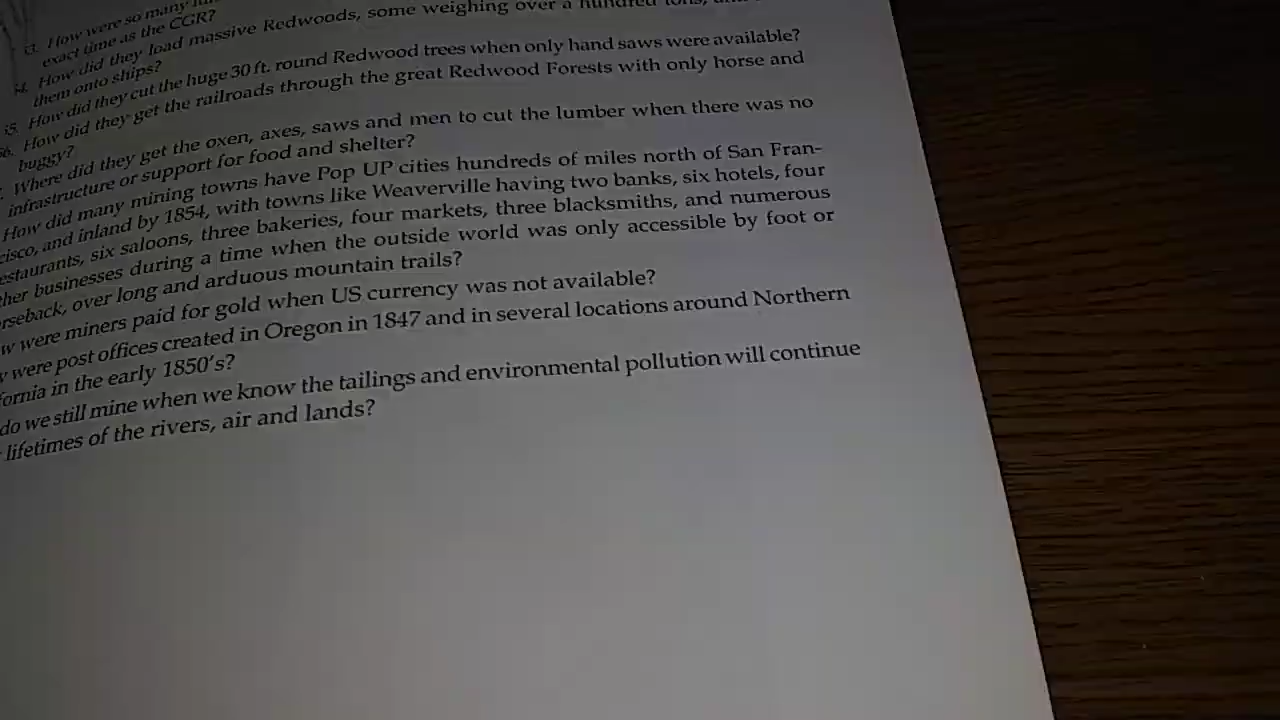 How were so many
exact time as the CGR?
How did they load massive Redwoods, some weighing over a hundred tons,
them onto ships?
35. How did they cut the huge 30 ft. round Redwood trees when only hand saws were available?
How did they get the railroads through the great Redwood Forests with only horse and
buggy?
Where did they get the oxen, axes, saws and men to cut the lumber when there was no
infrastructure or support for food and shelter?
How did many mining towns have Pop UP cities hundreds of miles north of San Fran-
cisco, and inland by 1854, with towns like Weaverville having two banks, six hotels, four
estaurants, six saloons, three bakeries, four markets, three blacksmiths, and numerous
ther businesses during a time when the outside world was only accessible by foot or
rseback, over long and arduous mountain trails?
w were miners paid for gold when US currency was not available?
y were post offices created in Oregon in 1847 and in several locations around Northern
fornia in the early 1850's?
do we still mine when we know the tailings and environmental pollution will continue
lifetimes of the rivers, air and lands?